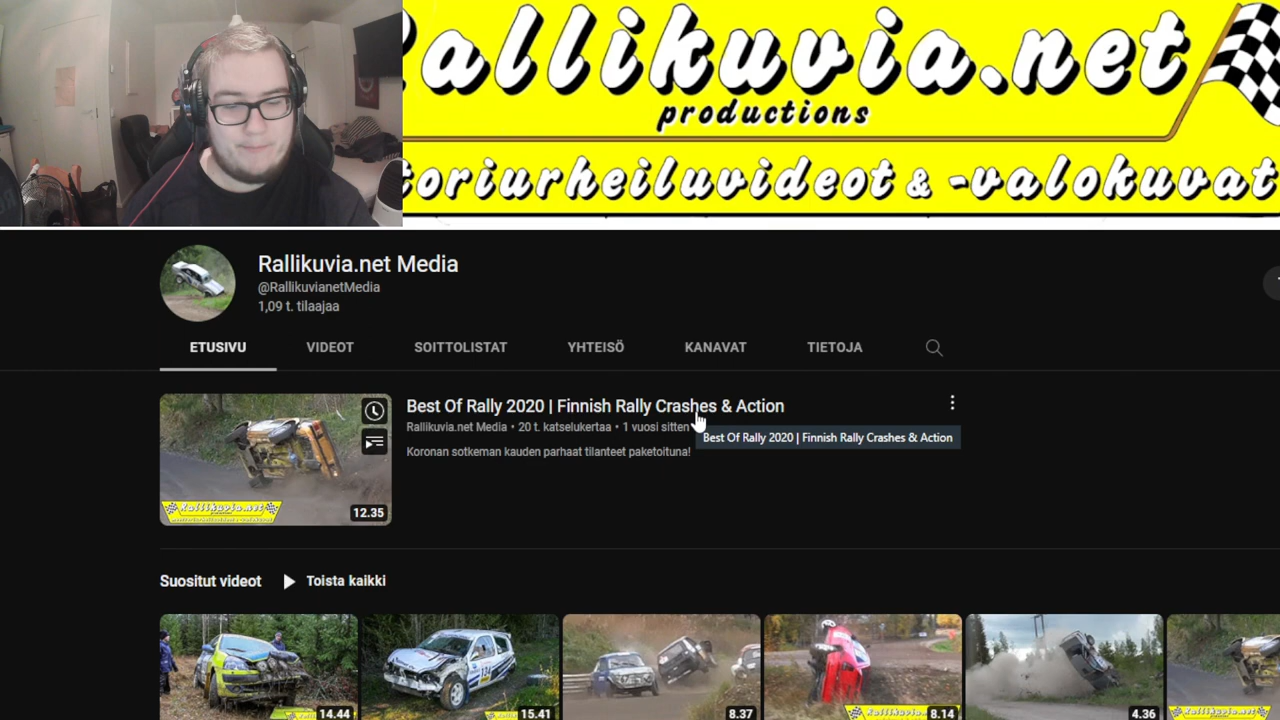 Rallikuvia.net
productions
toriurheiluvideot & -valokuvat
Rallikuvia.net Media
@RallikuvianetMedia
1,09 t. tilaajaa
ETUSIVU VIDEOT SOITTOLISTAT YHTEISÖ KANAVAT TIETOJA
Best Of Rally 2020 | Finnish Rally Crashes & Action
Rallikuvia.net Media • 20 t. katselukertaa • 1 vuosi sitten
Best Of Rally 2020 | Finnish Rally Crashes & Action
Koronan sotkeman kauden parhaat tilanteet paketoituna!
Rallikuvia.net
12.35
Suositut videot Toista kaikki
14.44 15.41 8.37 8.14 4.36